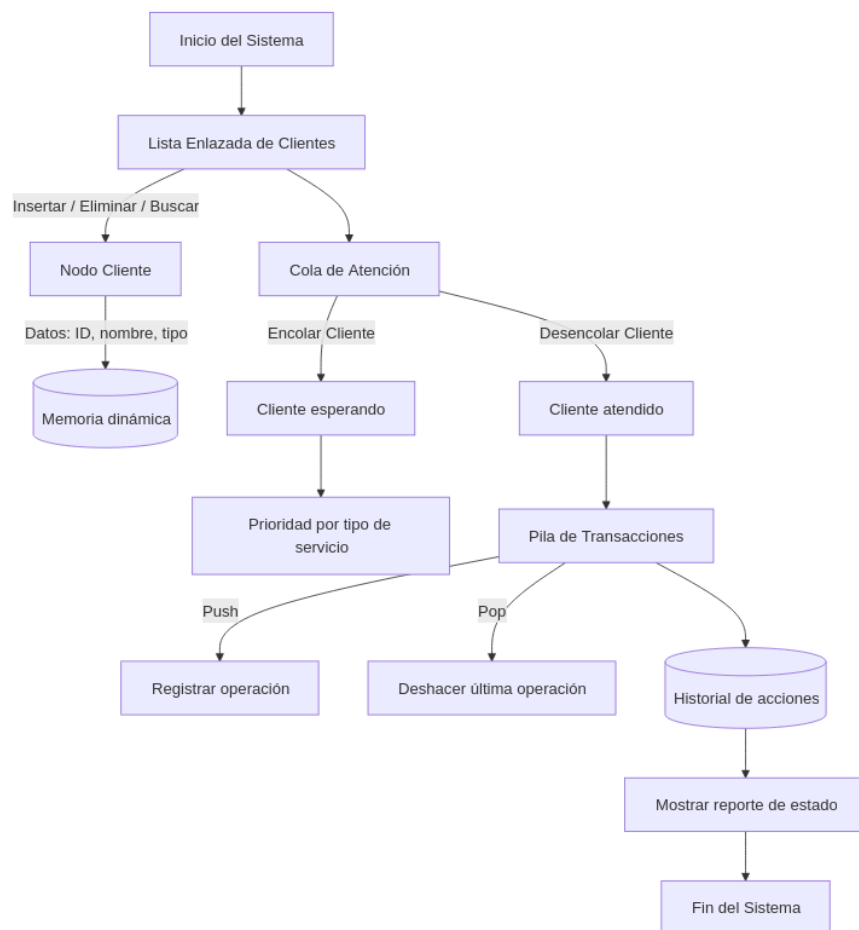 Inicio del Sistema
Lista Enlazada de Clientes
Insertar / Eliminar / Buscar
Nodo Cliente
Cola de Atención
Datos: ID, nombre, tipo
Encolar Cliente
Desencolar Cliente
Memoria dinámica
Cliente esperando
Cliente atendido
Prioridad por tipo de
servicio
Pila de Transacciones
Push
Pop
Registrar operación
Deshacer última operación
Historial de acciones
Mostrar reporte de estado
Fin del Sistema